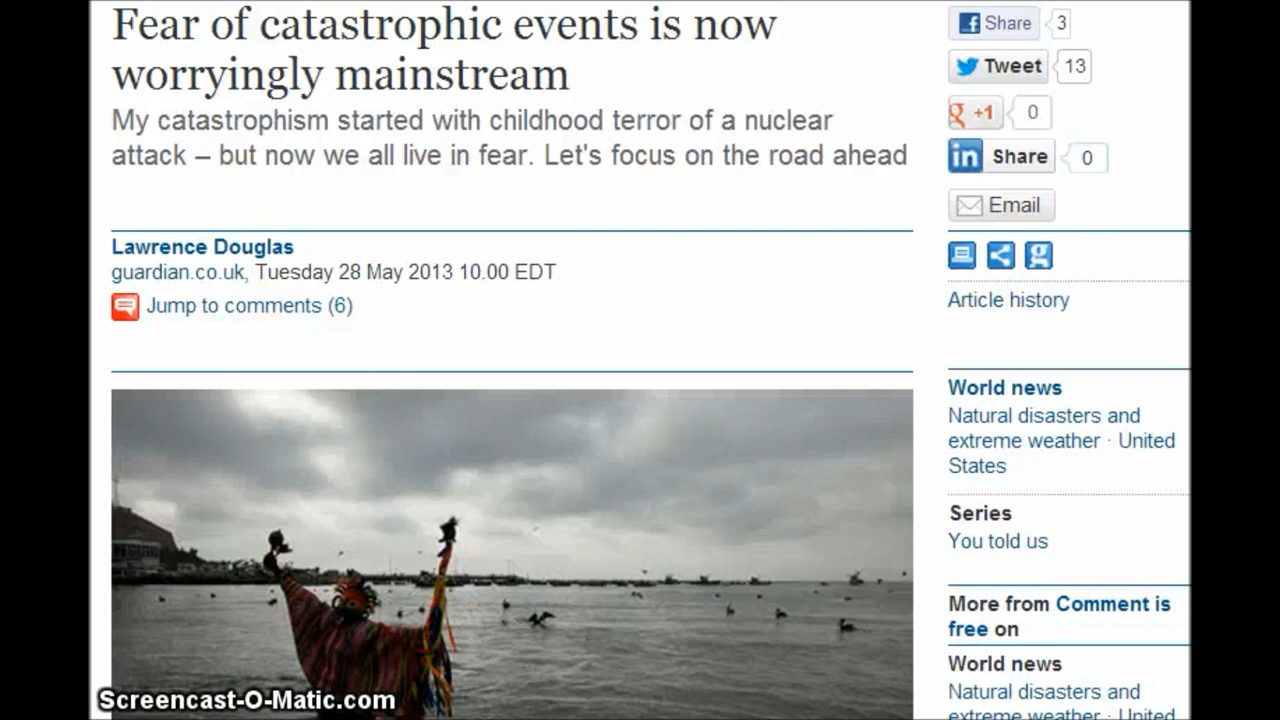 Fear of catastrophic events is now
worryingly mainstream
My catastrophism started with childhood terror of a nuclear
attack – but now we all live in fear. Let's focus on the road ahead
Lawrence Douglas
guardian.co.uk, Tuesday 28 May 2013 10.00 EDT
Jump to comments (6)
Share 3
Tweet 13
+1 0
in Share 0
Email
Article history
World news
Natural disasters and
extreme weather · United
States
Series
You told us
More from Comment is
free on
World news
Natural disasters and
extreme weather · United
Screencast-O-Matic.com